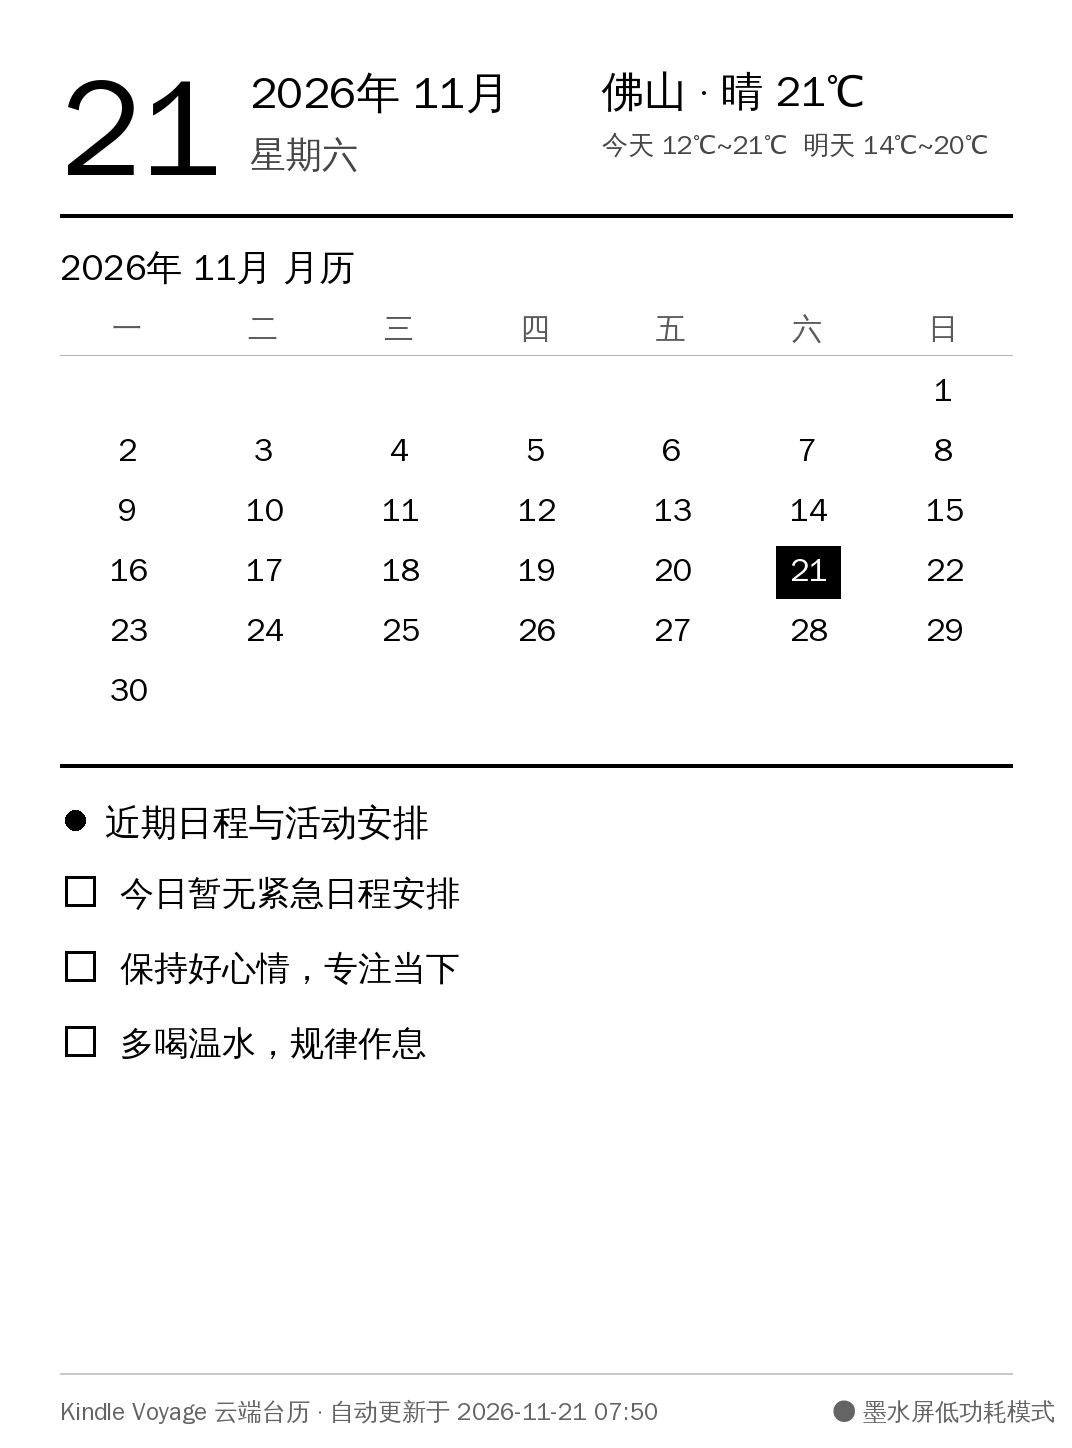 21
2026年 11月
星期六
佛山 · 晴 21℃
今天 12℃~21℃ 明天 14℃~20℃
2026年 11月 月历
一 二 三 四 五 六 日
1
2 3 4 5 6 7 8
9 10 11 12 13 14 15
16 17 18 19 20 21 22
23 24 25 26 27 28 29
30
近期日程与活动安排
今日暂无紧急日程安排
保持好心情，专注当下
多喝温水，规律作息
Kindle Voyage 云端台历 · 自动更新于 2026-11-21 07:50
墨水屏低功耗模式